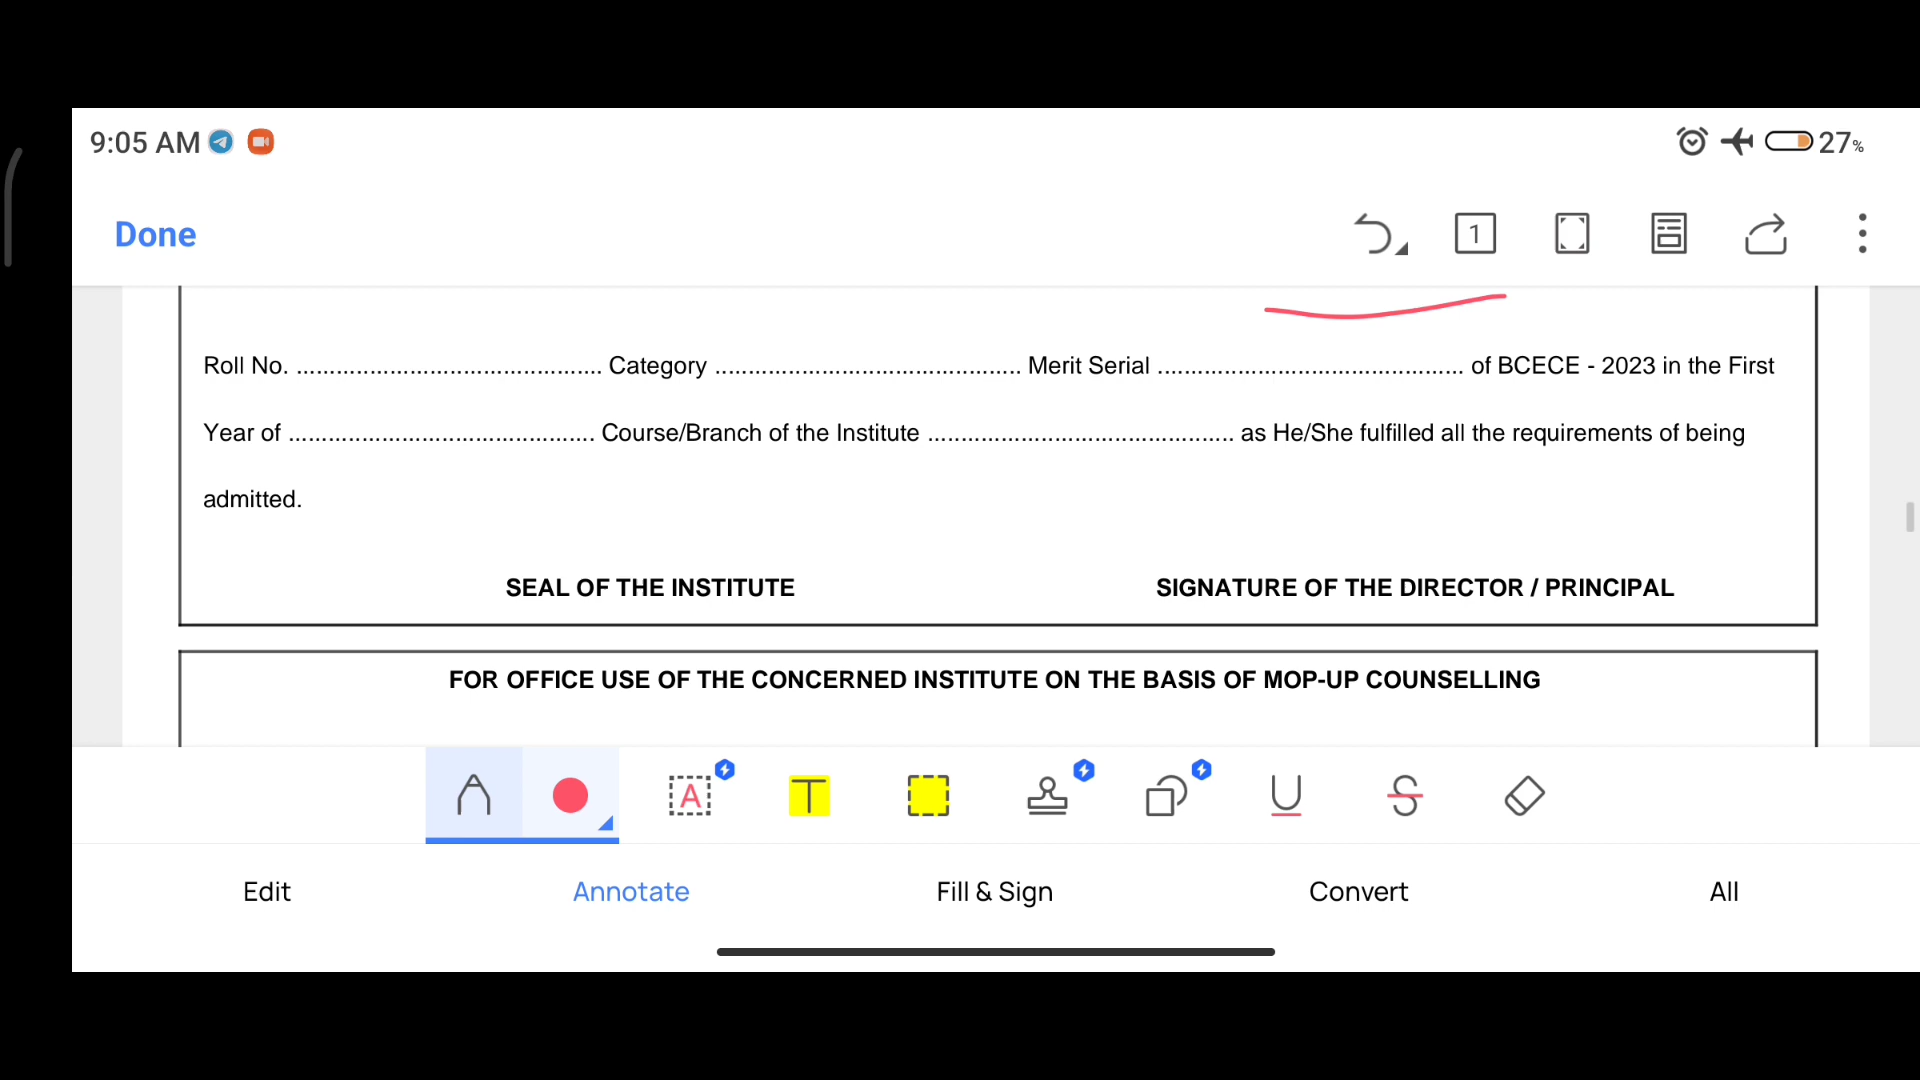 9:05 AM 27%
Done 1
Roll No. .............................................. Category .............................................. Merit Serial .............................................. of BCECE - 2023 in the First
Year of .............................................. Course/Branch of the Institute .............................................. as He/She fulfilled all the requirements of being
admitted.
SEAL OF THE INSTITUTE SIGNATURE OF THE DIRECTOR / PRINCIPAL
FOR OFFICE USE OF THE CONCERNED INSTITUTE ON THE BASIS OF MOP-UP COUNSELLING
A T U S
Edit Annotate Fill & Sign Convert All